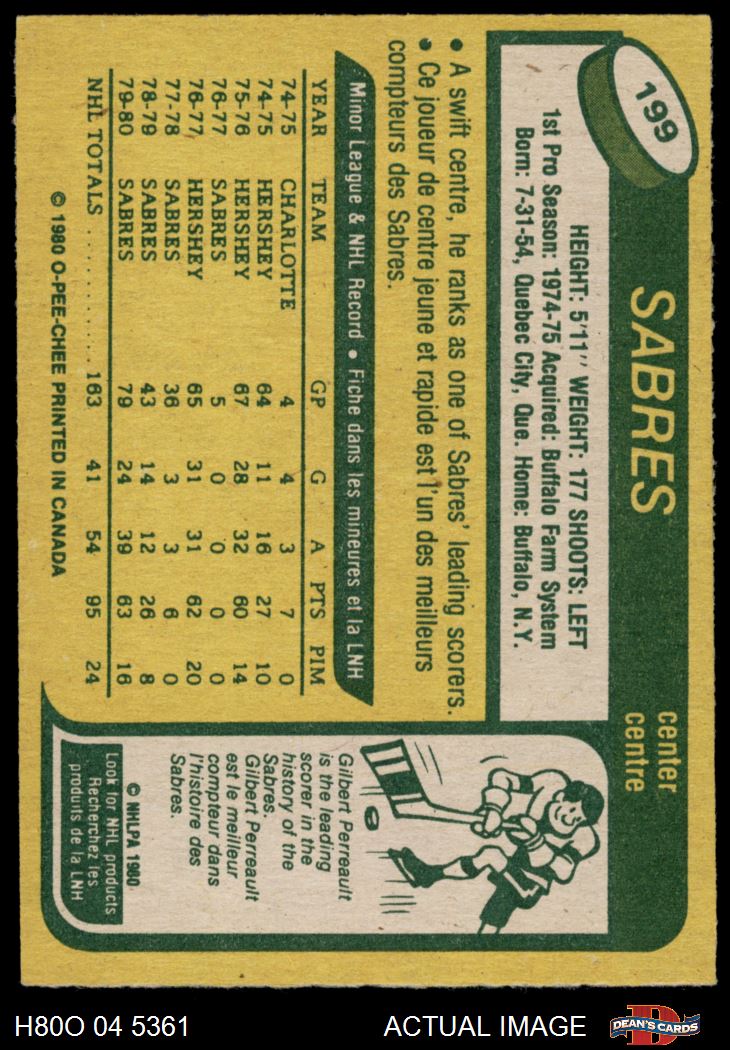 199
SABRES
center
centre
HEIGHT: 5'11" WEIGHT: 177 SHOOTS: LEFT
1st Pro Season: 1974-75 Acquired: Buffalo Farm System
Born: 7-31-54, Quebec City, Que. Home: Buffalo, N.Y.
• A swift centre, he ranks as one of Sabres' leading scorers.
• Ce joueur de centre jeune et rapide est l'un des meilleurs
compteurs des Sabres.
Minor League & NHL Record • Fiche dans les mineures et la LNH
YEAR TEAM GP G A PTS PIM
74-75 CHARLOTTE 4 4 3 7 0
74-75 HERSHEY 64 11 16 27 10
75-76 HERSHEY 67 28 32 60 14
76-77 SABRES 5 0 0 0 0
76-77 HERSHEY 65 31 31 62 20
77-78 SABRES 36 3 3 6 0
78-79 SABRES 43 14 12 26 8
79-80 SABRES 79 24 39 63 16
NHL TOTALS .......... 163 41 54 95 24
© 1980 O-PEE-CHEE PRINTED IN CANADA
Gilbert Perreault
is the leading
scorer in the
history of the
Sabres.
Gilbert Perreault
est le meilleur
compteur dans
l'histoire des
Sabres.
© NHLPA 1980
Look for NHL products
Recherchez les
produits de la LNH
H80O 04 5361
ACTUAL IMAGE
D
DEAN'S CARDS